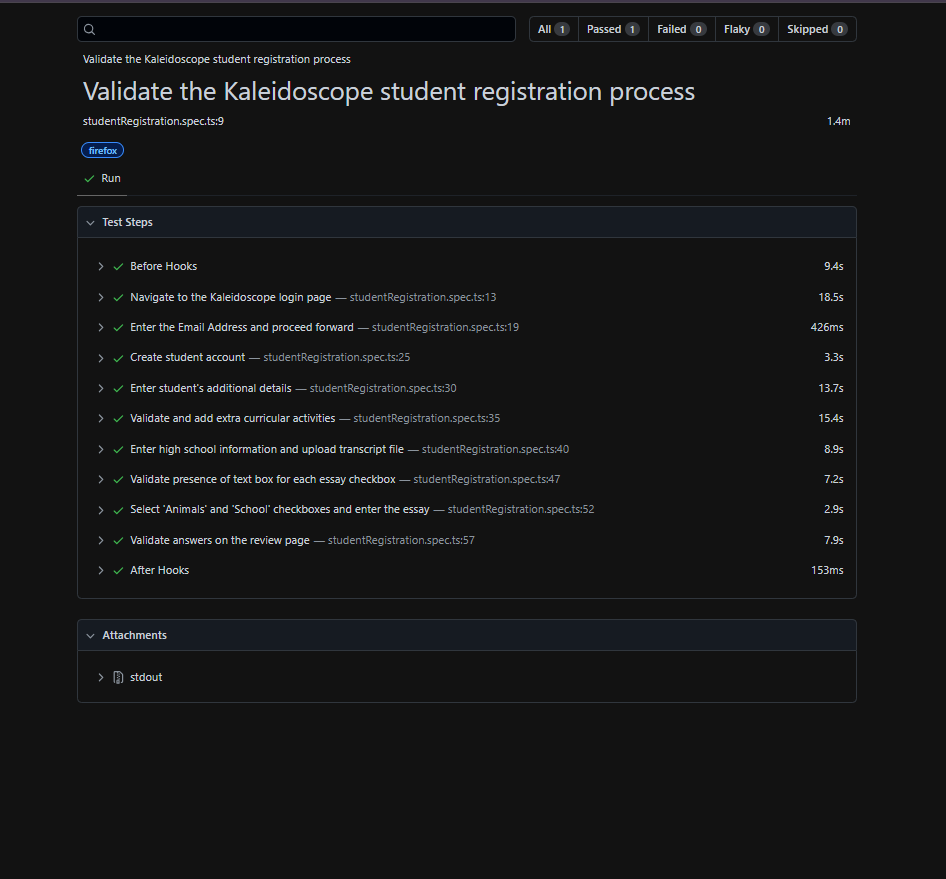 All 1 Passed 1 Failed 0 Flaky 0 Skipped 0
Validate the Kaleidoscope student registration process
Validate the Kaleidoscope student registration process
studentRegistration.spec.ts:9 1.4m
firefox
Run
Test Steps
Before Hooks 9.4s
Navigate to the Kaleidoscope login page — studentRegistration.spec.ts:13 18.5s
Enter the Email Address and proceed forward — studentRegistration.spec.ts:19 426ms
Create student account — studentRegistration.spec.ts:25 3.3s
Enter student's additional details — studentRegistration.spec.ts:30 13.7s
Validate and add extra curricular activities — studentRegistration.spec.ts:35 15.4s
Enter high school information and upload transcript file — studentRegistration.spec.ts:40 8.9s
Validate presence of text box for each essay checkbox — studentRegistration.spec.ts:47 7.2s
Select 'Animals' and 'School' checkboxes and enter the essay — studentRegistration.spec.ts:52 2.9s
Validate answers on the review page — studentRegistration.spec.ts:57 7.9s
After Hooks 153ms
Attachments
stdout